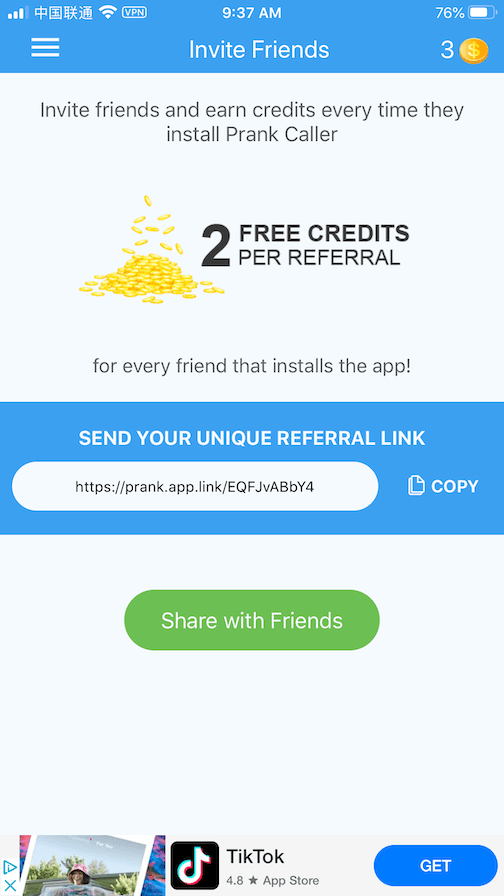 中国联通 VPN 9:37 AM 76%
Invite Friends 3
Invite friends and earn credits every time they
install Prank Caller
2 FREE CREDITS
PER REFERRAL
for every friend that installs the app!
SEND YOUR UNIQUE REFERRAL LINK
https://prank.app.link/EQFJvABbY4 COPY
Share with Friends
TikTok
4.8 ★ App Store
GET